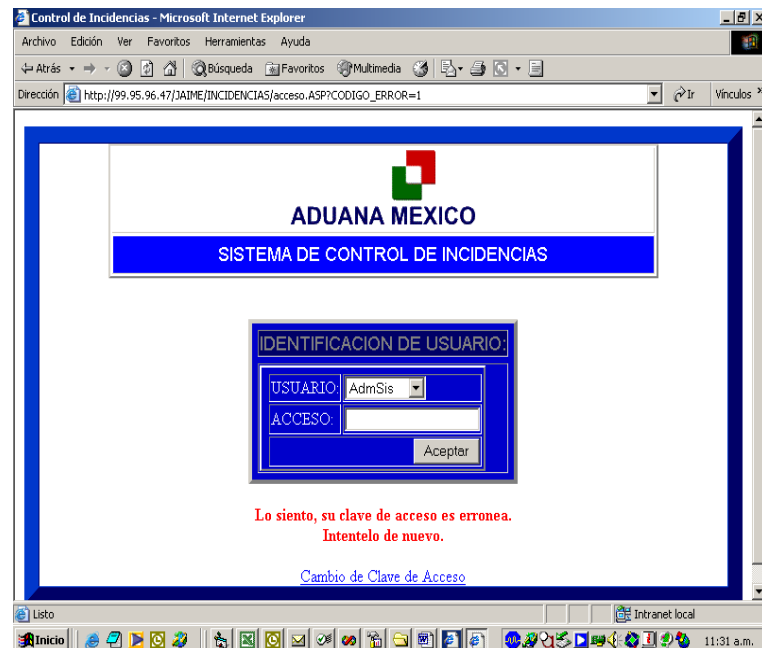 Control de Incidencias - Microsoft Internet Explorer
Archivo Edición Ver Favoritos Herramientas Ayuda
Atrás Búsqueda Favoritos Multimedia
Dirección http://99.95.96.47/JAIME/INCIDENCIAS/acceso.ASP?CODIGO_ERROR=1 Ir Vínculos »
ADUANA MEXICO
SISTEMA DE CONTROL DE INCIDENCIAS
IDENTIFICACION DE USUARIO:
USUARIO: AdmSis
ACCESO:
Aceptar
Lo siento, su clave de acceso es erronea.
Intentelo de nuevo.
Cambio de Clave de Acceso
Listo Intranet local
Inicio 11:31 a.m.